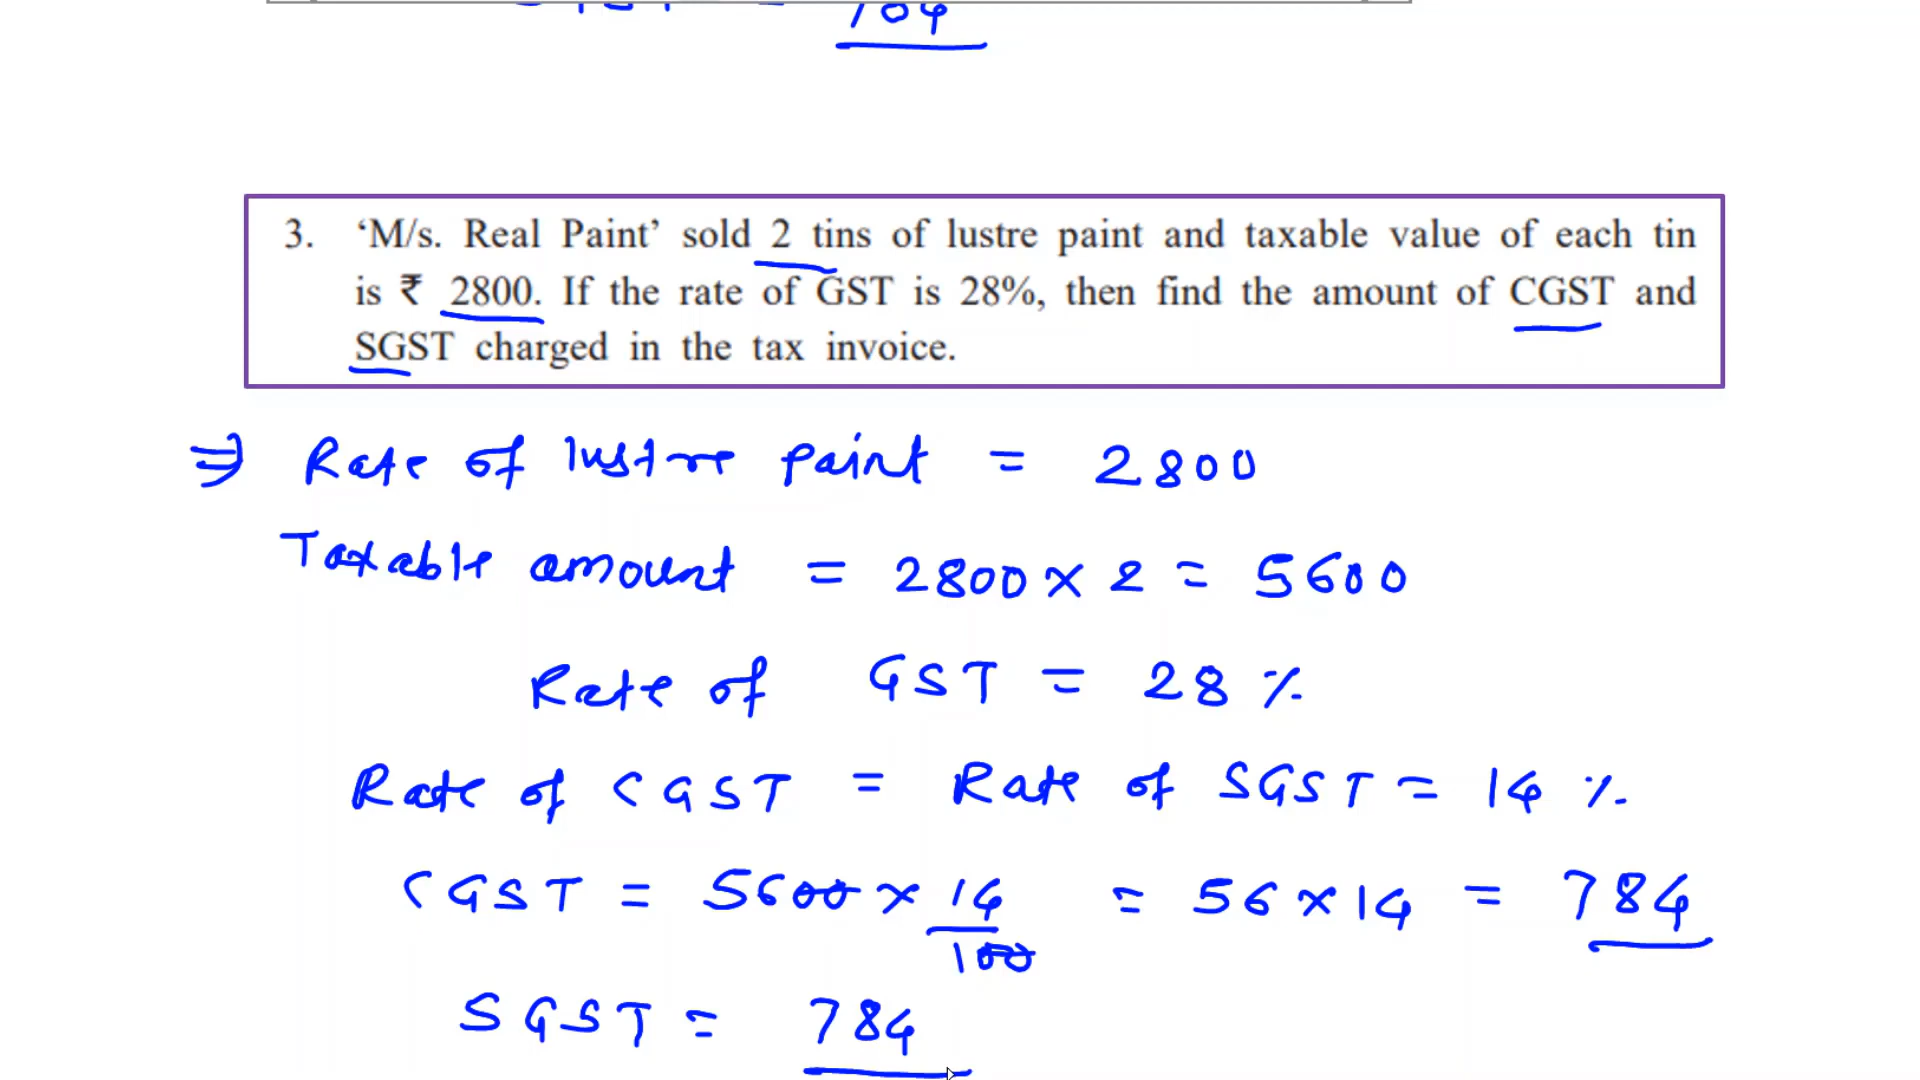 704
3. ‘M/s. Real Paint’ sold 2 tins of lustre paint and taxable value of each tin
is ₹ 2800. If the rate of GST is 28%, then find the amount of CGST and
SGST charged in the tax invoice.
⇒ Rate of lustre paint = 2800
Taxable amount = 2800 × 2 = 5600
Rate of GST = 28 %
Rate of CGST = Rate of SGST = 14 %
CGST = 5600 × 14/100 = 56 × 14 = 784
SGST = 784